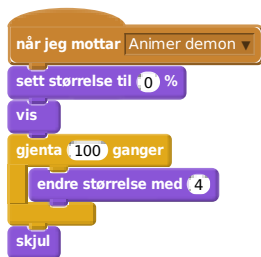 når jeg mottar Animer demon
sett størrelse til 0 %
vis
gjenta 100 ganger
endre størrelse med 4
skjul